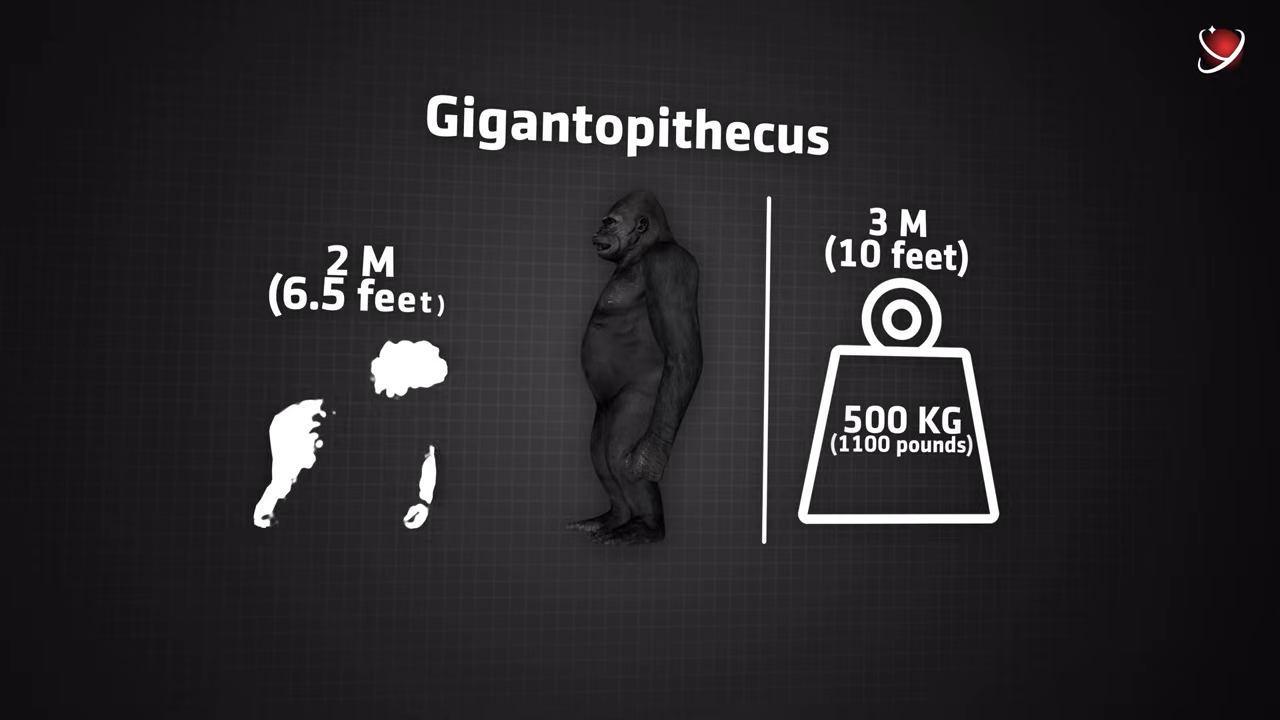 Gigantopithecus
2 M
(6.5 feet)
3 M
(10 feet)
500 KG
(1100 pounds)